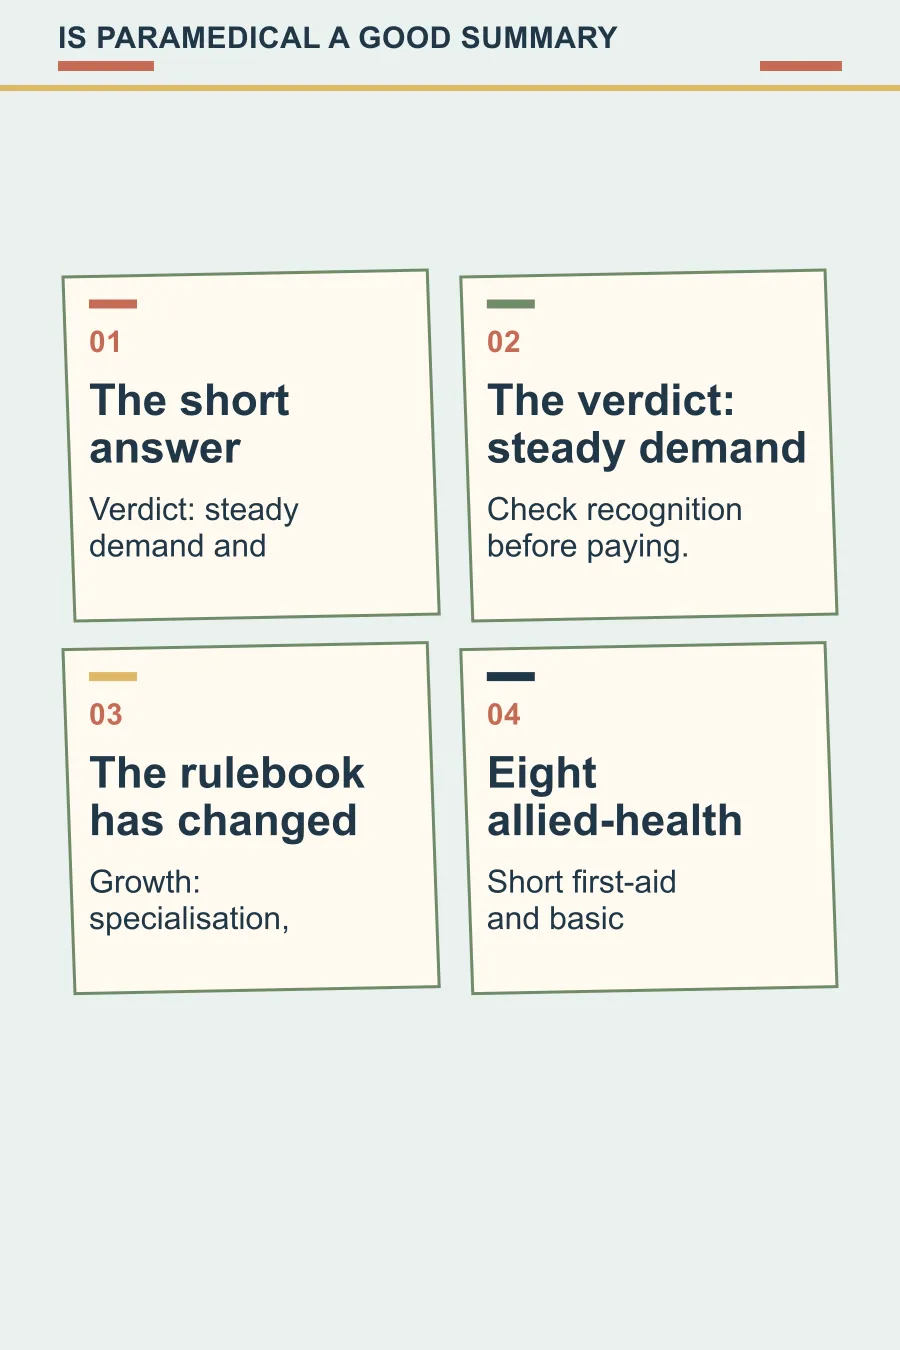 IS PARAMEDICAL A GOOD SUMMARY
01
The short
answer
Verdict: steady
demand and
02
The verdict:
steady demand
Check recognition
before paying.
03
The rulebook
has changed
Growth:
specialisation,
04
Eight
allied-health
Short first-aid
and basic